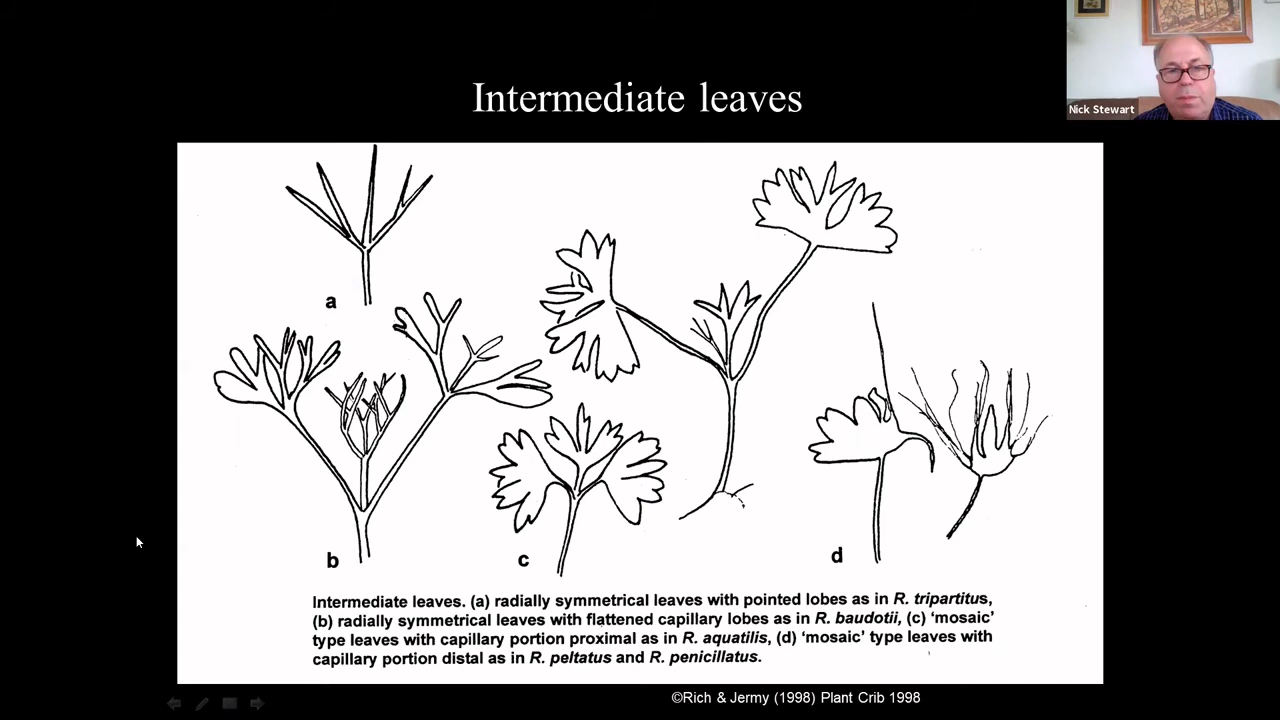 Intermediate leaves
Nick Stewart
a
b
c
d
Intermediate leaves. (a) radially symmetrical leaves with pointed lobes as in R. tripartitus,
(b) radially symmetrical leaves with flattened capillary lobes as in R. baudotii, (c) ‘mosaic’
type leaves with capillary portion proximal as in R. aquatilis, (d) ‘mosaic’ type leaves with
capillary portion distal as in R. peltatus and R. penicillatus.
©Rich & Jermy (1998) Plant Crib 1998